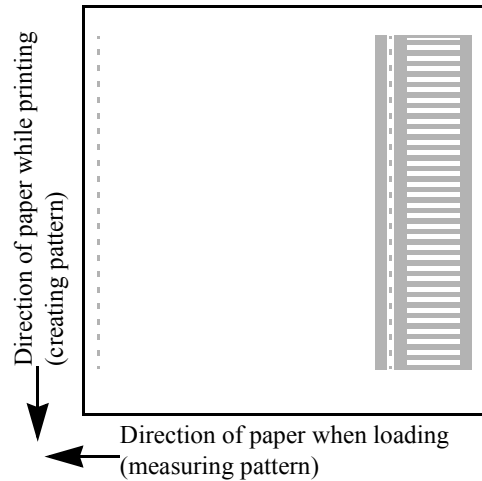 Direction of paper while printing
(creating pattern)
Direction of paper when loading
(measuring pattern)